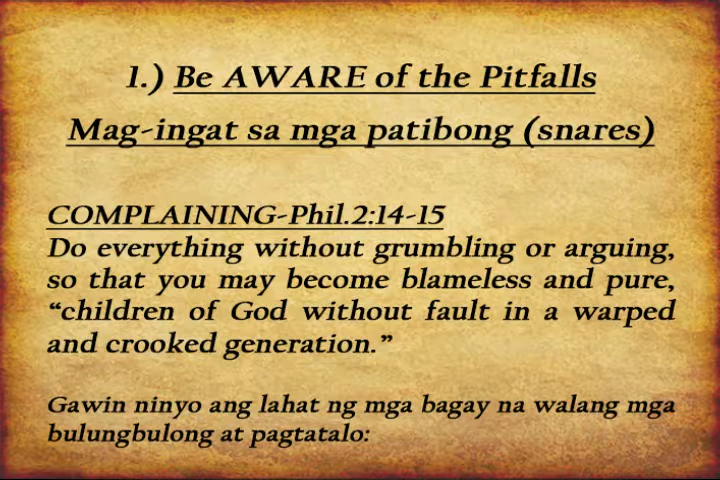 1.) Be AWARE of the Pitfalls
Mag-ingat sa mga patibong (snares)
COMPLAINING-Phil.2:14-15
Do everything without grumbling or arguing,
so that you may become blameless and pure,
“children of God without fault in a warped
and crooked generation.”
Gawin ninyo ang lahat ng mga bagay na walang mga
bulungbulong at pagtatalo: